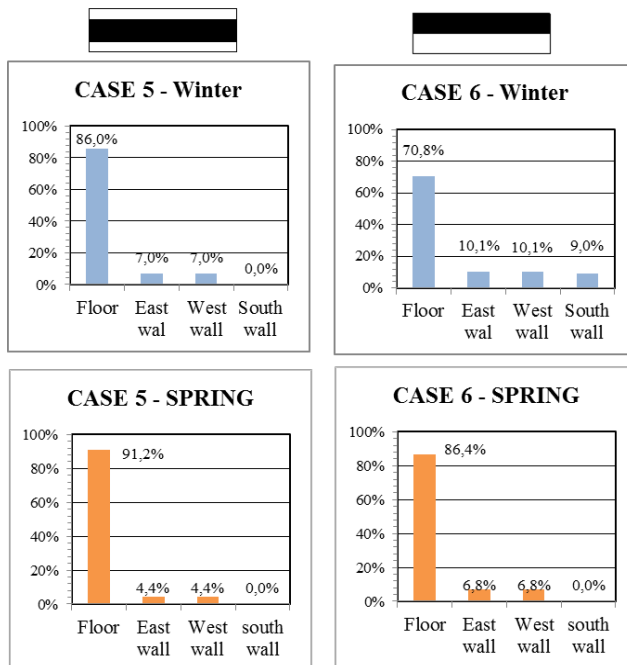 CASE 5 - Winter
100%
80%
60%
40%
20%
0%
86,0%
7,0%
7,0%
0,0%
Floor
East wal
West wall
South wall
CASE 6 - Winter
100%
80%
60%
40%
20%
0%
70,8%
10,1%
10,1%
9,0%
Floor
East wal
West wall
South wall
CASE 5 - SPRING
100%
80%
60%
40%
20%
0%
91,2%
4,4%
4,4%
0,0%
Floor
East wall
West wall
south wall
CASE 6 - SPRING
100%
80%
60%
40%
20%
0%
86,4%
6,8%
6,8%
0,0%
Floor
East wall
West wall
south wall